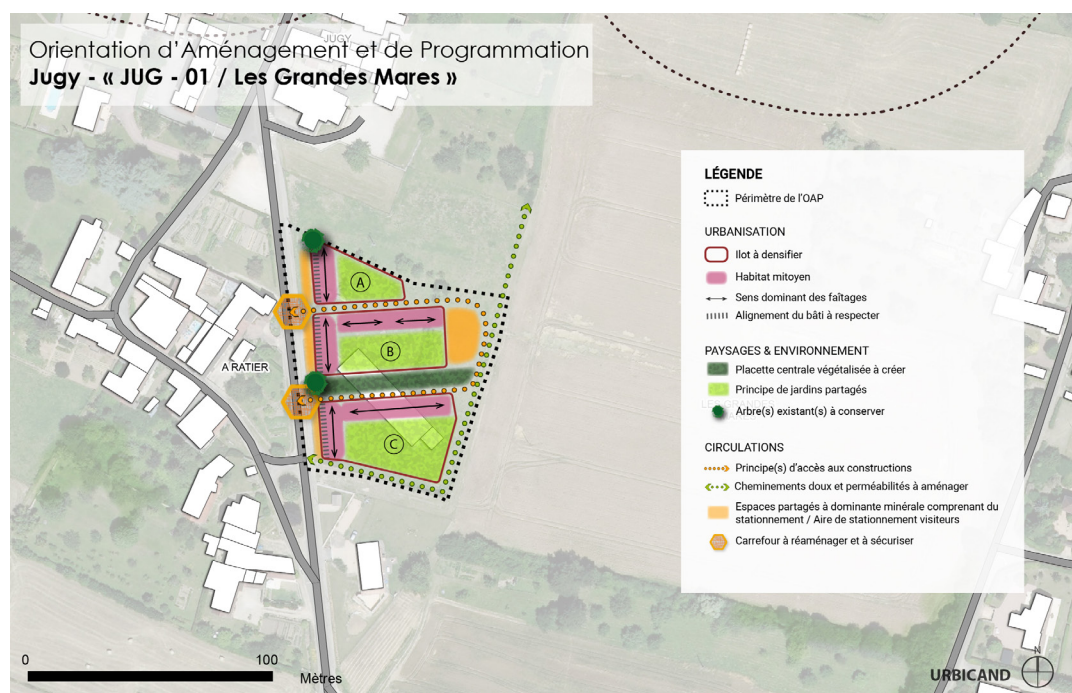 JUGY
Orientation d'Aménagement et de Programmation
Jugy - « JUG - 01 / Les Grandes Mares »
LÉGENDE
Périmètre de l'OAP
URBANISATION
Ilot à densifier
Habitat mitoyen
Sens dominant des faîtages
Alignement du bâti à respecter
PAYSAGES & ENVIRONNEMENT
Placette centrale végétalisée à créer
Principe de jardins partagés
Arbre(s) existant(s) à conserver
CIRCULATIONS
Principe(s) d'accès aux constructions
Cheminements doux et perméabilités à aménager
Espaces partagés à dominante minérale comprenant du
stationnement / Aire de stationnement visiteurs
Carrefour à réaménager et à sécuriser
A
B
A RATIER
C
0 100
Mètres
N
URBICAND